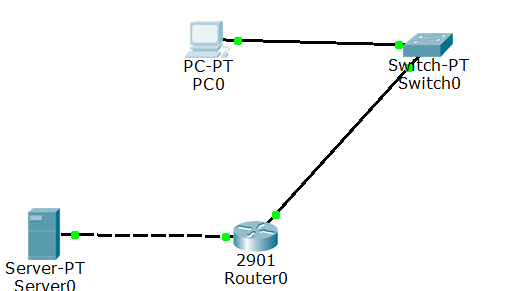 PC-PT
PC0
Switch-PT
Switch0
2901
Router0
Server-PT
Server0